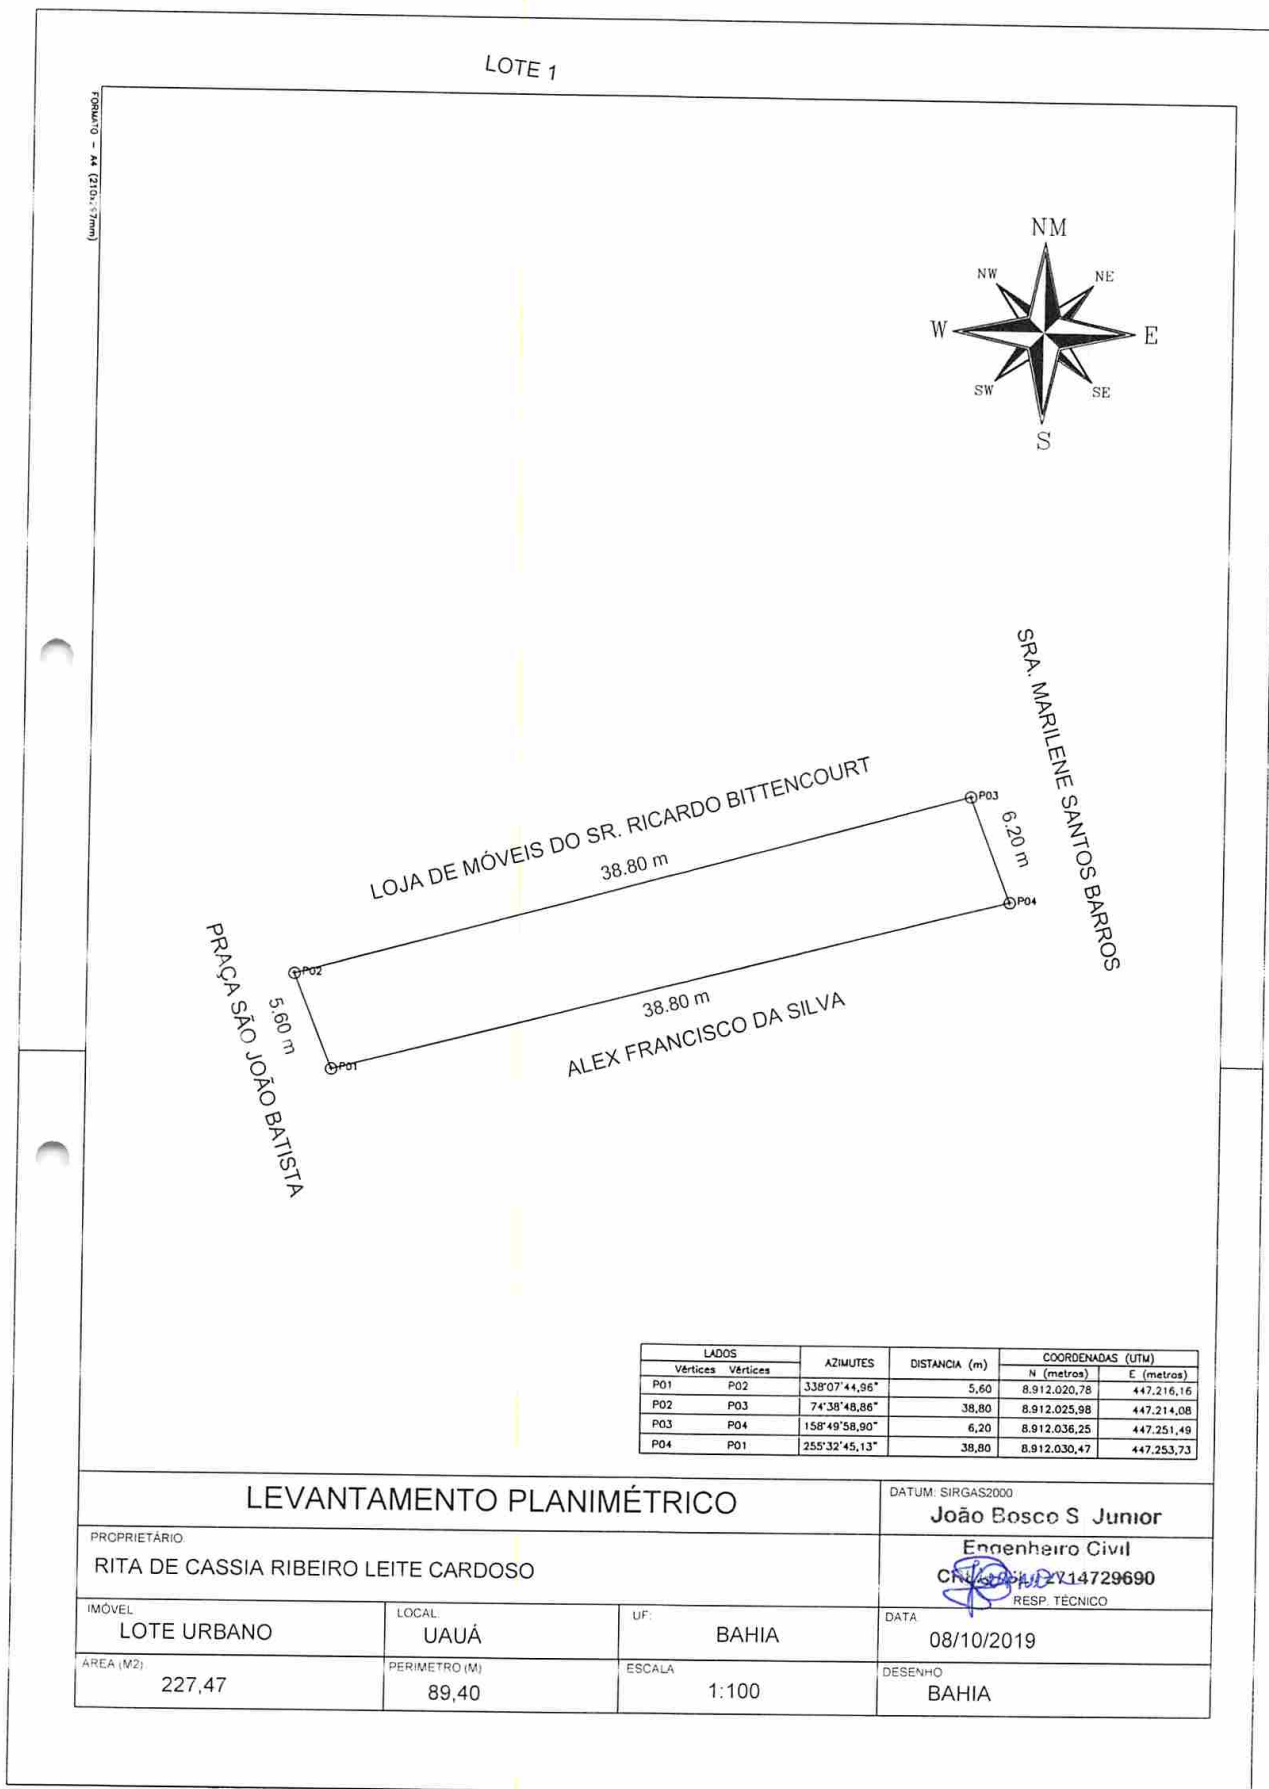 LOTE 1
FORMATO - A4
NM
NW
NE
W
E
SW
SE
S
SRA. MARILENE SANTOS BARROS
LOJA DE MÓVEIS DO SR. RICARDO BITTENCOURT
P03
38.80 m
6.20 m
P04
PRAÇA SÃO JOÃO BATISTA
P02
5.60 m
38.80 m
P01
ALEX FRANCISCO DA SILVA
LADOS AZIMUTES DISTANCIA (m) COORDENADAS (UTM)
Vértices Vértices N (metros) E (metros)
P01 P02 338°07'44,96" 5,60 8.912.020,78 447.216,16
P02 P03 74°38'48,86" 38,80 8.912.025,98 447.214,08
P03 P04 158°49'58,90" 6,20 8.912.036,25 447.251,49
P04 P01 255°32'45,13" 38,80 8.912.030,47 447.253,73
LEVANTAMENTO PLANIMÉTRICO
DATUM: SIRGAS2000
João Bosco S Junior
PROPRIETÁRIO
RITA DE CASSIA RIBEIRO LEITE CARDOSO
Engenheiro Civil
14729690
RESP. TÉCNICO
IMÓVEL
LOTE URBANO
LOCAL
UAUÁ
UF:
BAHIA
DATA
08/10/2019
ÁREA (M2)
227,47
PERIMETRO (M)
89,40
ESCALA
1:100
DESENHO
BAHIA